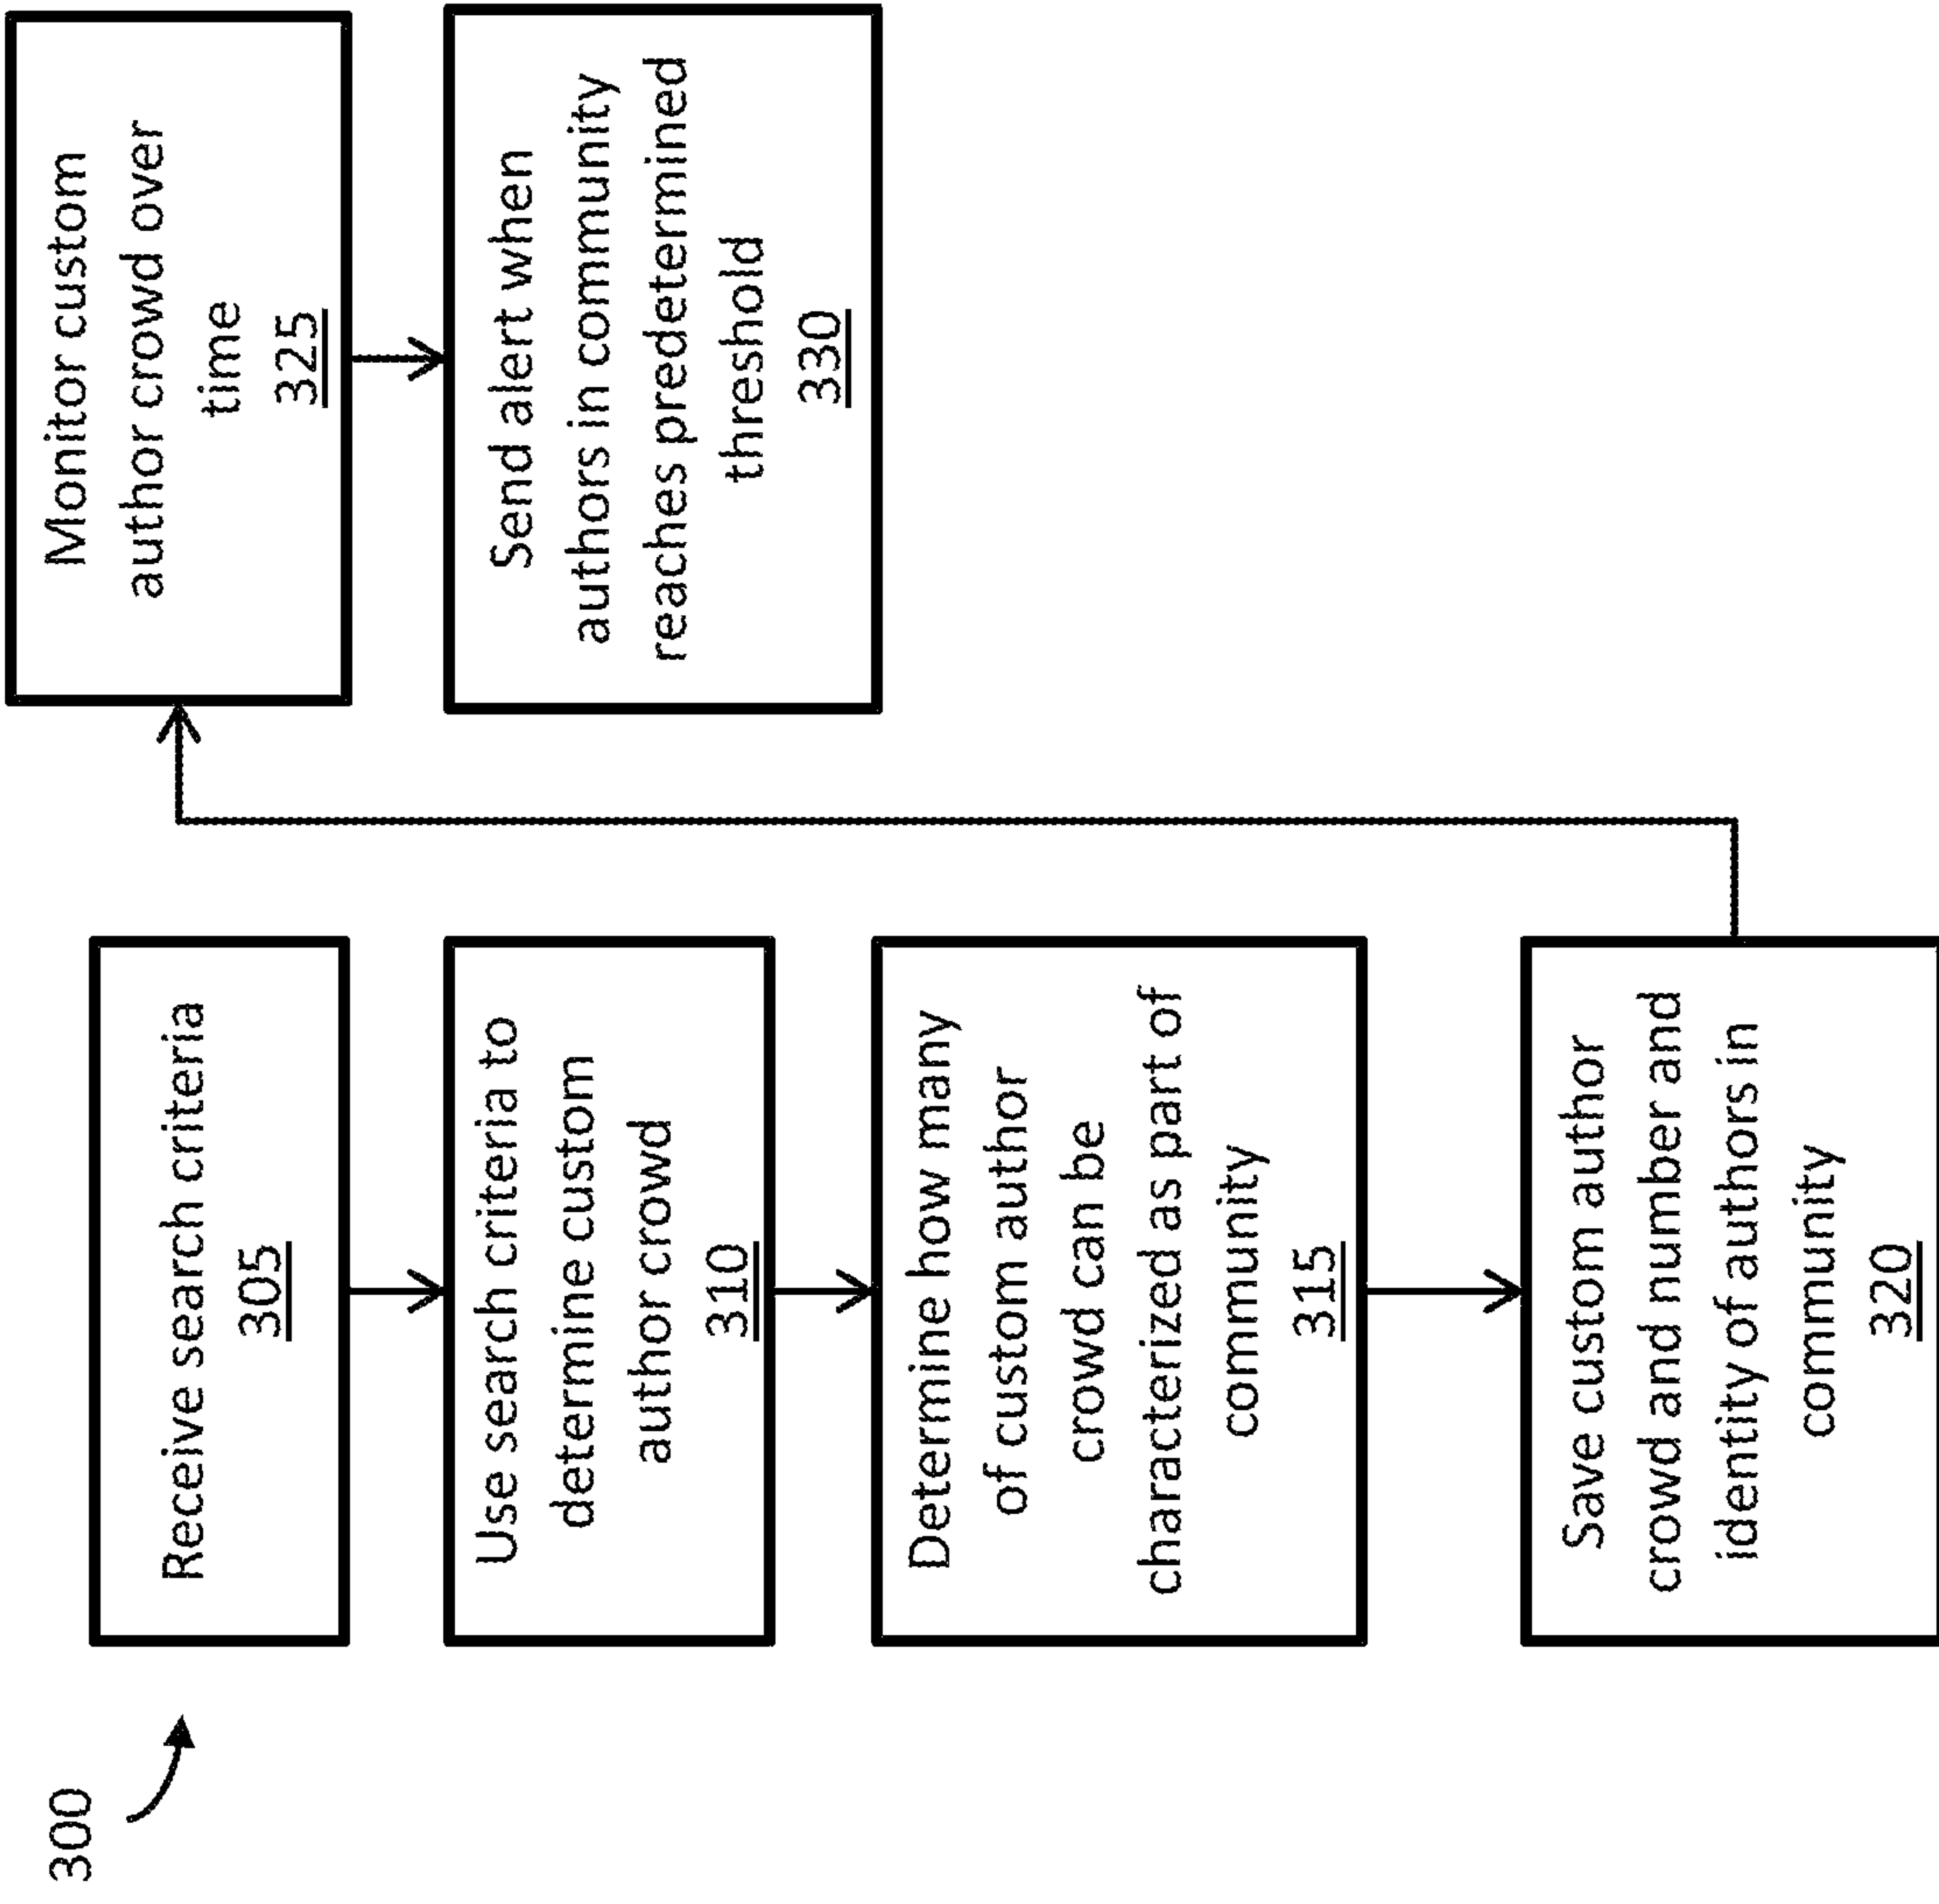 300
Receive search criteria
305
Use search criteria to
determine custom
author crowd
310
Determine how many
of custom author
crowd can be
characterized as part of
community
315
Save custom author
crowd and number and
identity of authors in
community
320
Monitor custom
author crowd over
time
325
Send alert when
authors in community
reaches predetermined
threshold
330